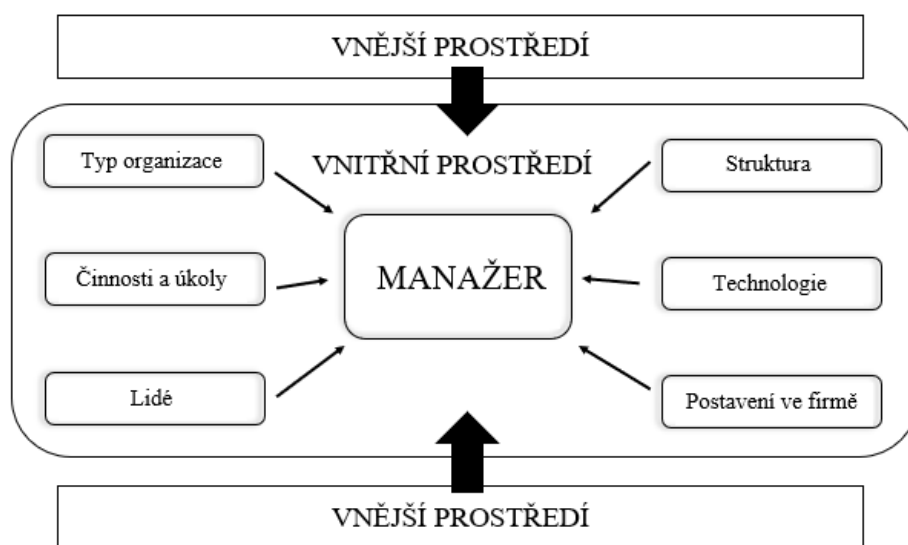 VNĚJŠÍ PROSTŘEDÍ
VNITŘNÍ PROSTŘEDÍ
Typ organizace
Struktura
Činnosti a úkoly
MANAŽER
Technologie
Lidé
Postavení ve firmě
VNĚJŠÍ PROSTŘEDÍ